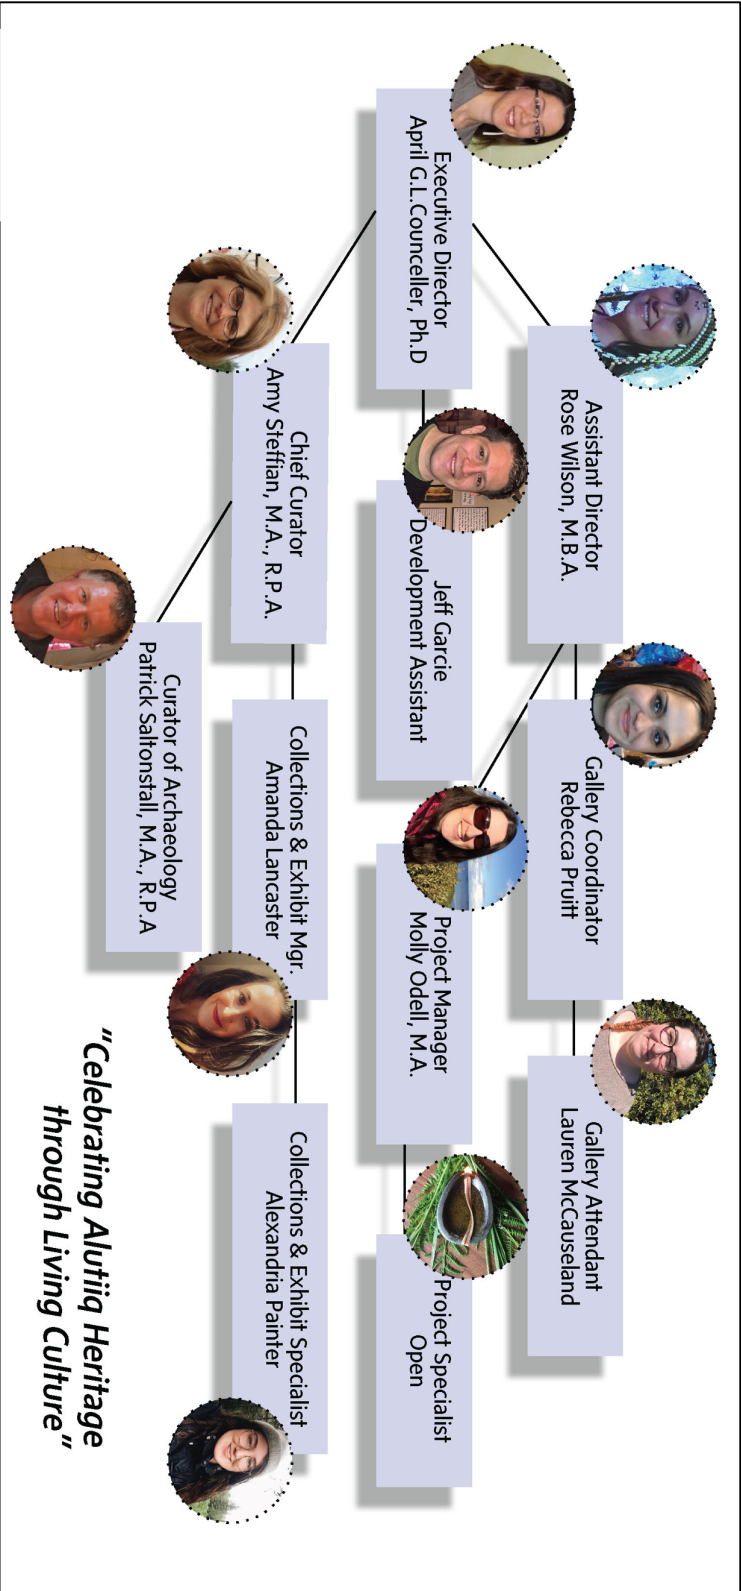 Executive Director
April G.L.Counceller, Ph.D
Assistant Director
Rose Wilson, M.B.A.
Jeff Garcie
Development Assistant
Chief Curator
Amy Steffian, M.A., R.P.A.
Gallery Coordinator
Rebecca Pruitt
Project Manager
Molly Odell, M.A.
Collections & Exhibit Mgr.
Amanda Lancaster
Curator of Archaeology
Patrick Saltonstall, M.A., R.P.A
Gallery Attendant
Lauren McCauseland
Project Specialist
Open
Collections & Exhibit Specialist
Alexandria Painter
"Celebrating Alutiiq Heritage
through Living Culture"